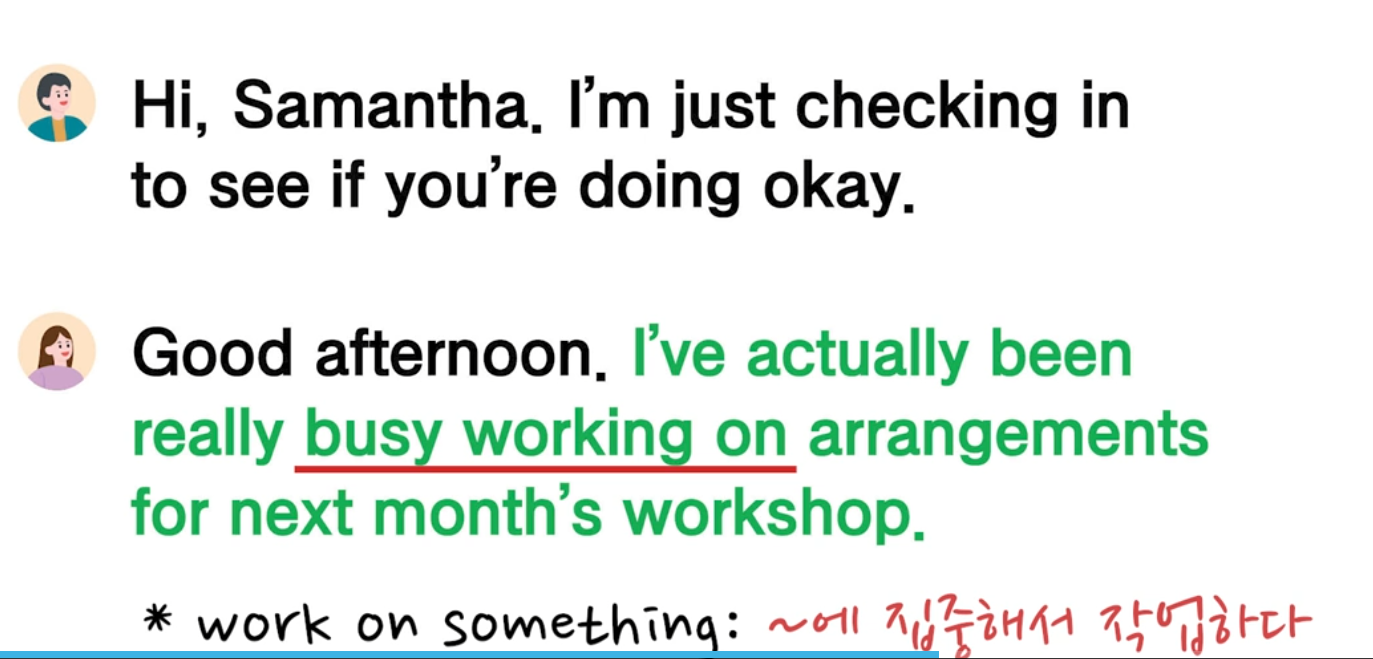 Hi, Samantha. I'm just checking in
to see if you're doing okay.
Good afternoon. I've actually been
really busy working on arrangements
for next month's workshop.
* work on something: ~에 집중해서 작업하다